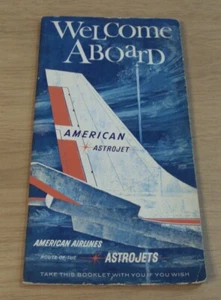 WELCOME
ABOARD
AMERICAN
ASTROJET
AMERICAN AIRLINES
ROUTE OF THE ASTROJETS
TAKE THIS BOOKLET WITH YOU IF YOU WISH